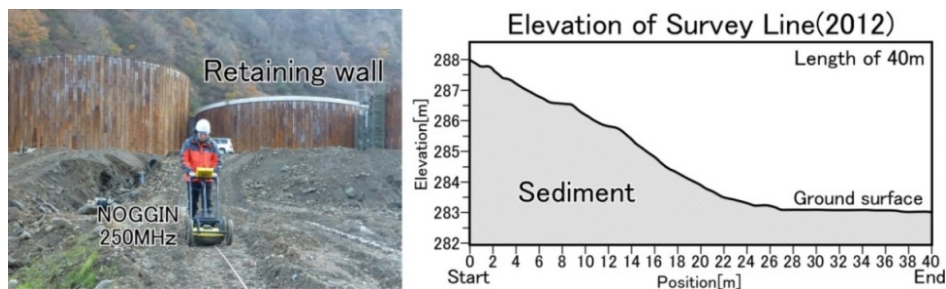 Retaining wall
NOGGIN
250MHz
Elevation of Survey Line(2012)
Length of 40m
Elevation[m]
288
287
286
285
284
283
282
Sediment
Ground surface
0 2 4 6 8 10 12 14 16 18 20 22 24 26 28 30 32 34 36 38 40
Start Position[m] End